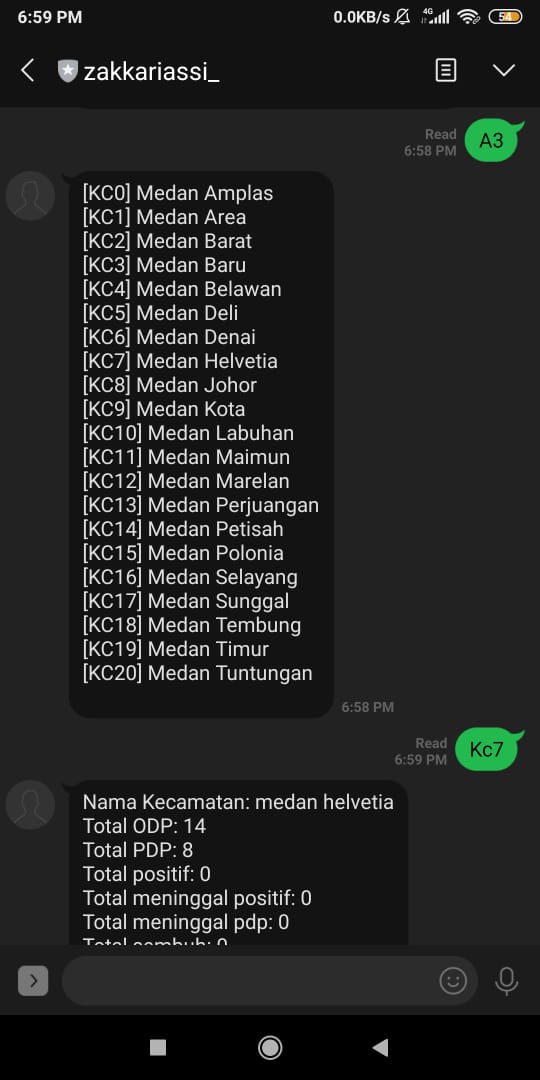 6:59 PM
0.0KB/s
4G
54
zakkariassi_
Read
6:58 PM
A3
[KC0] Medan Amplas
[KC1] Medan Area
[KC2] Medan Barat
[KC3] Medan Baru
[KC4] Medan Belawan
[KC5] Medan Deli
[KC6] Medan Denai
[KC7] Medan Helvetia
[KC8] Medan Johor
[KC9] Medan Kota
[KC10] Medan Labuhan
[KC11] Medan Maimun
[KC12] Medan Marelan
[KC13] Medan Perjuangan
[KC14] Medan Petisah
[KC15] Medan Polonia
[KC16] Medan Selayang
[KC17] Medan Sunggal
[KC18] Medan Tembung
[KC19] Medan Timur
[KC20] Medan Tuntungan
6:58 PM
Read
6:59 PM
Kc7
Nama Kecamatan: medan helvetia
Total ODP: 14
Total PDP: 8
Total positif: 0
Total meninggal positif: 0
Total meninggal pdp: 0
Total sembuh: 0